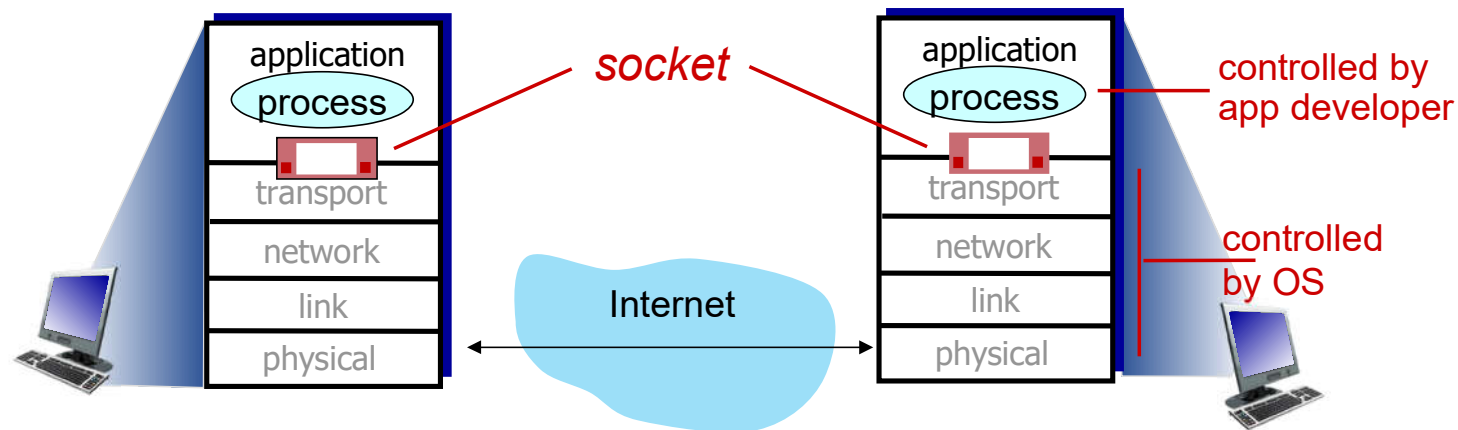 application
process
transport
network
link
physical
socket
Internet
application
process
transport
network
link
physical
controlled by
app developer
controlled
by OS